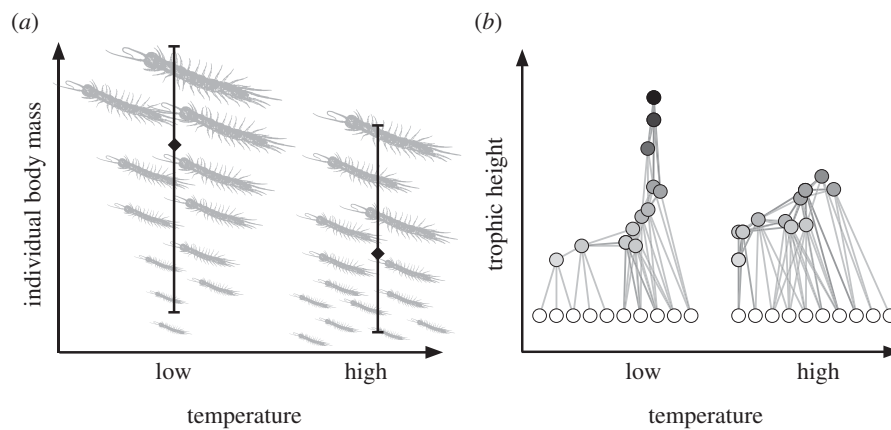 (a)
individual body mass
low
high
temperature
(b)
trophic height
low
high
temperature